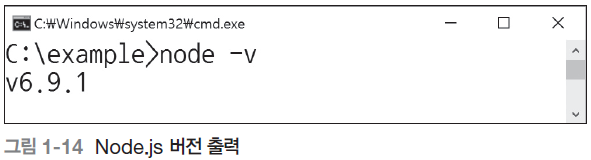 C:₩Windows₩system32₩cmd.exe
C:\example>node -v
v6.9.1
그림 1-14 Node.js 버전 출력